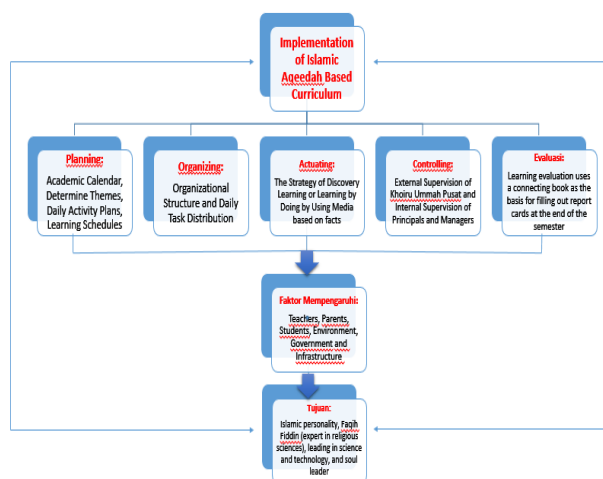 Implementation
of Islamic
Aqeedah Based
Curriculum
Planning:
Academic Calendar,
Determine Themes,
Daily Activity Plans,
Learning Schedules
Organizing:
Organizational
Structure and Daily
Task Distribution
Actuating:
The Strategy of Discovery
Learning or Learning by
Doing by Using Media
based on facts
Controlling:
External Supervision of
Khoiru Ummah Pusat and
Internal Supervision of
Principals and Managers
Evaluasi:
Learning evaluation uses
a connecting book as the
basis for filling out report
cards at the end of the
semester
Faktor Mempengaruhi:
Teachers, Parents,
Students, Environment,
Government and
Infrastructure
Tujuan:
Islamic personality, Faqih
Fiddin (expert in religious
sciences), leading in science
and technology, and soul
leader